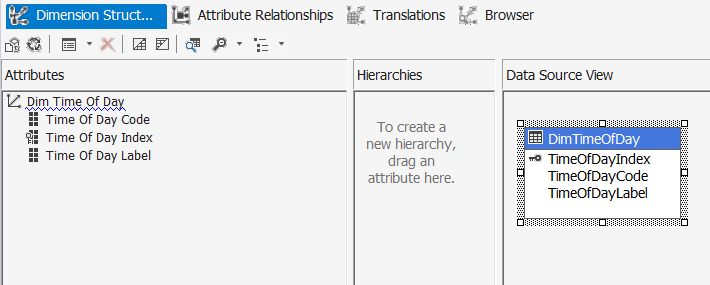 Dimension Struct...
Attribute Relationships
Translations
Browser
Attributes
Dim Time Of Day
Time Of Day Code
Time Of Day Index
Time Of Day Label
Hierarchies
To create a
new hierarchy,
drag an
attribute here.
Data Source View
DimTimeOfDay
TimeOfDayIndex
TimeOfDayCode
TimeOfDayLabel